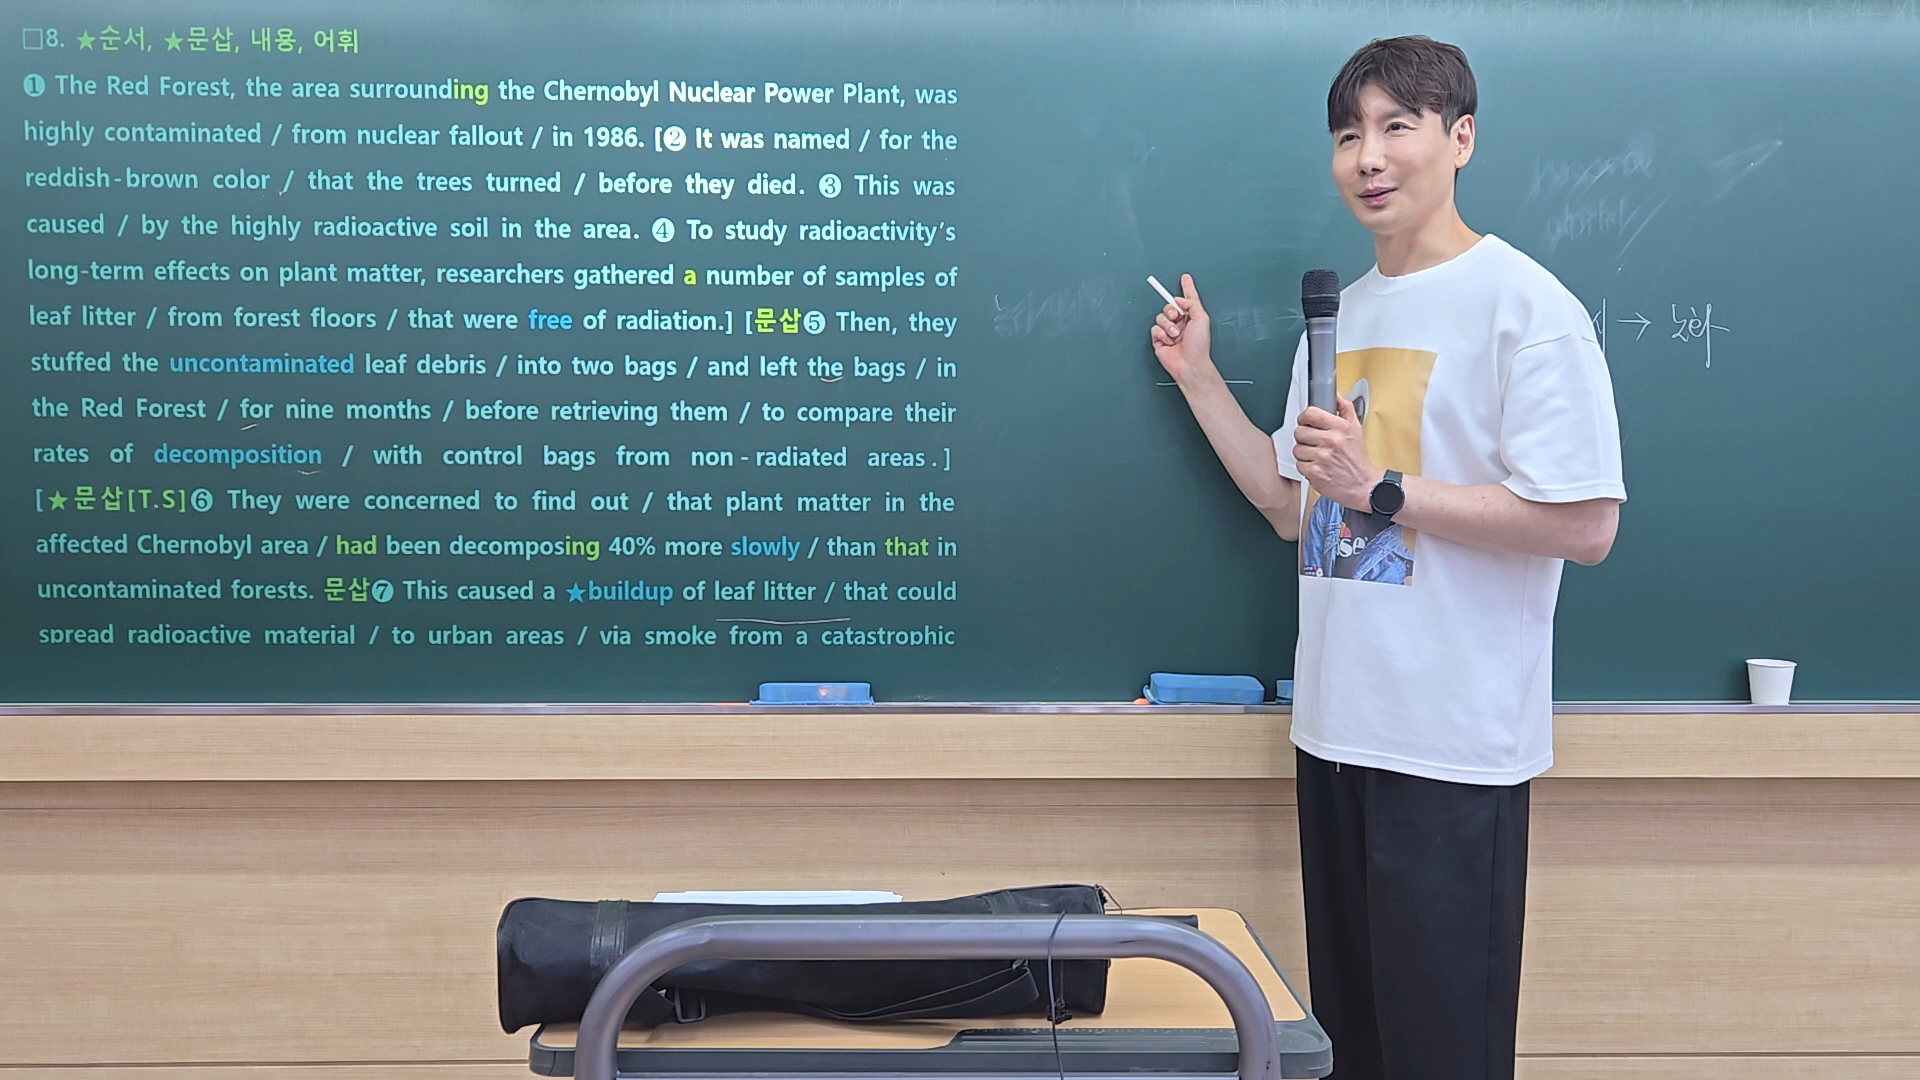 □8. ★순서, ★문삽, 내용, 어휘
❶ The Red Forest, the area surrounding the Chernobyl Nuclear Power Plant, was
highly contaminated / from nuclear fallout / in 1986. [❷ It was named / for the
reddish-brown color / that the trees turned / before they died. ❸ This was
caused / by the highly radioactive soil in the area. ❹ To study radioactivity's
long-term effects on plant matter, researchers gathered a number of samples of
leaf litter / from forest floors / that were free of radiation.] [문삽❺ Then, they
stuffed the uncontaminated leaf debris / into two bags / and left the bags / in
the Red Forest / for nine months / before retrieving them / to compare their
rates of decomposition / with control bags from non-radiated areas.]
[★문삽[T.S]❻ They were concerned to find out / that plant matter in the
affected Chernobyl area / had been decomposing 40% more slowly / than that in
uncontaminated forests. 문삽❼ This caused a ★buildup of leaf litter / that could
spread radioactive material / to urban areas / via smoke from a catastrophic